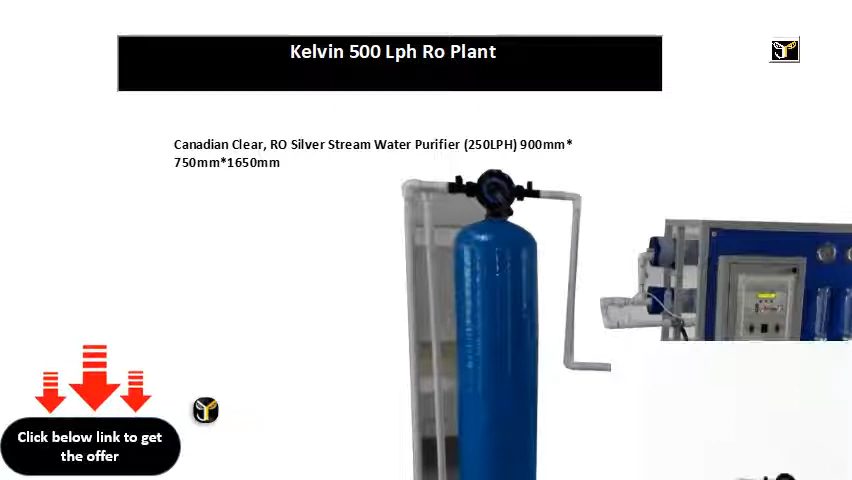 Kelvin 500 Lph Ro Plant
Canadian Clear, RO Silver Stream Water Purifier (250LPH) 900mm*
750mm*1650mm
Click below link to get
the offer